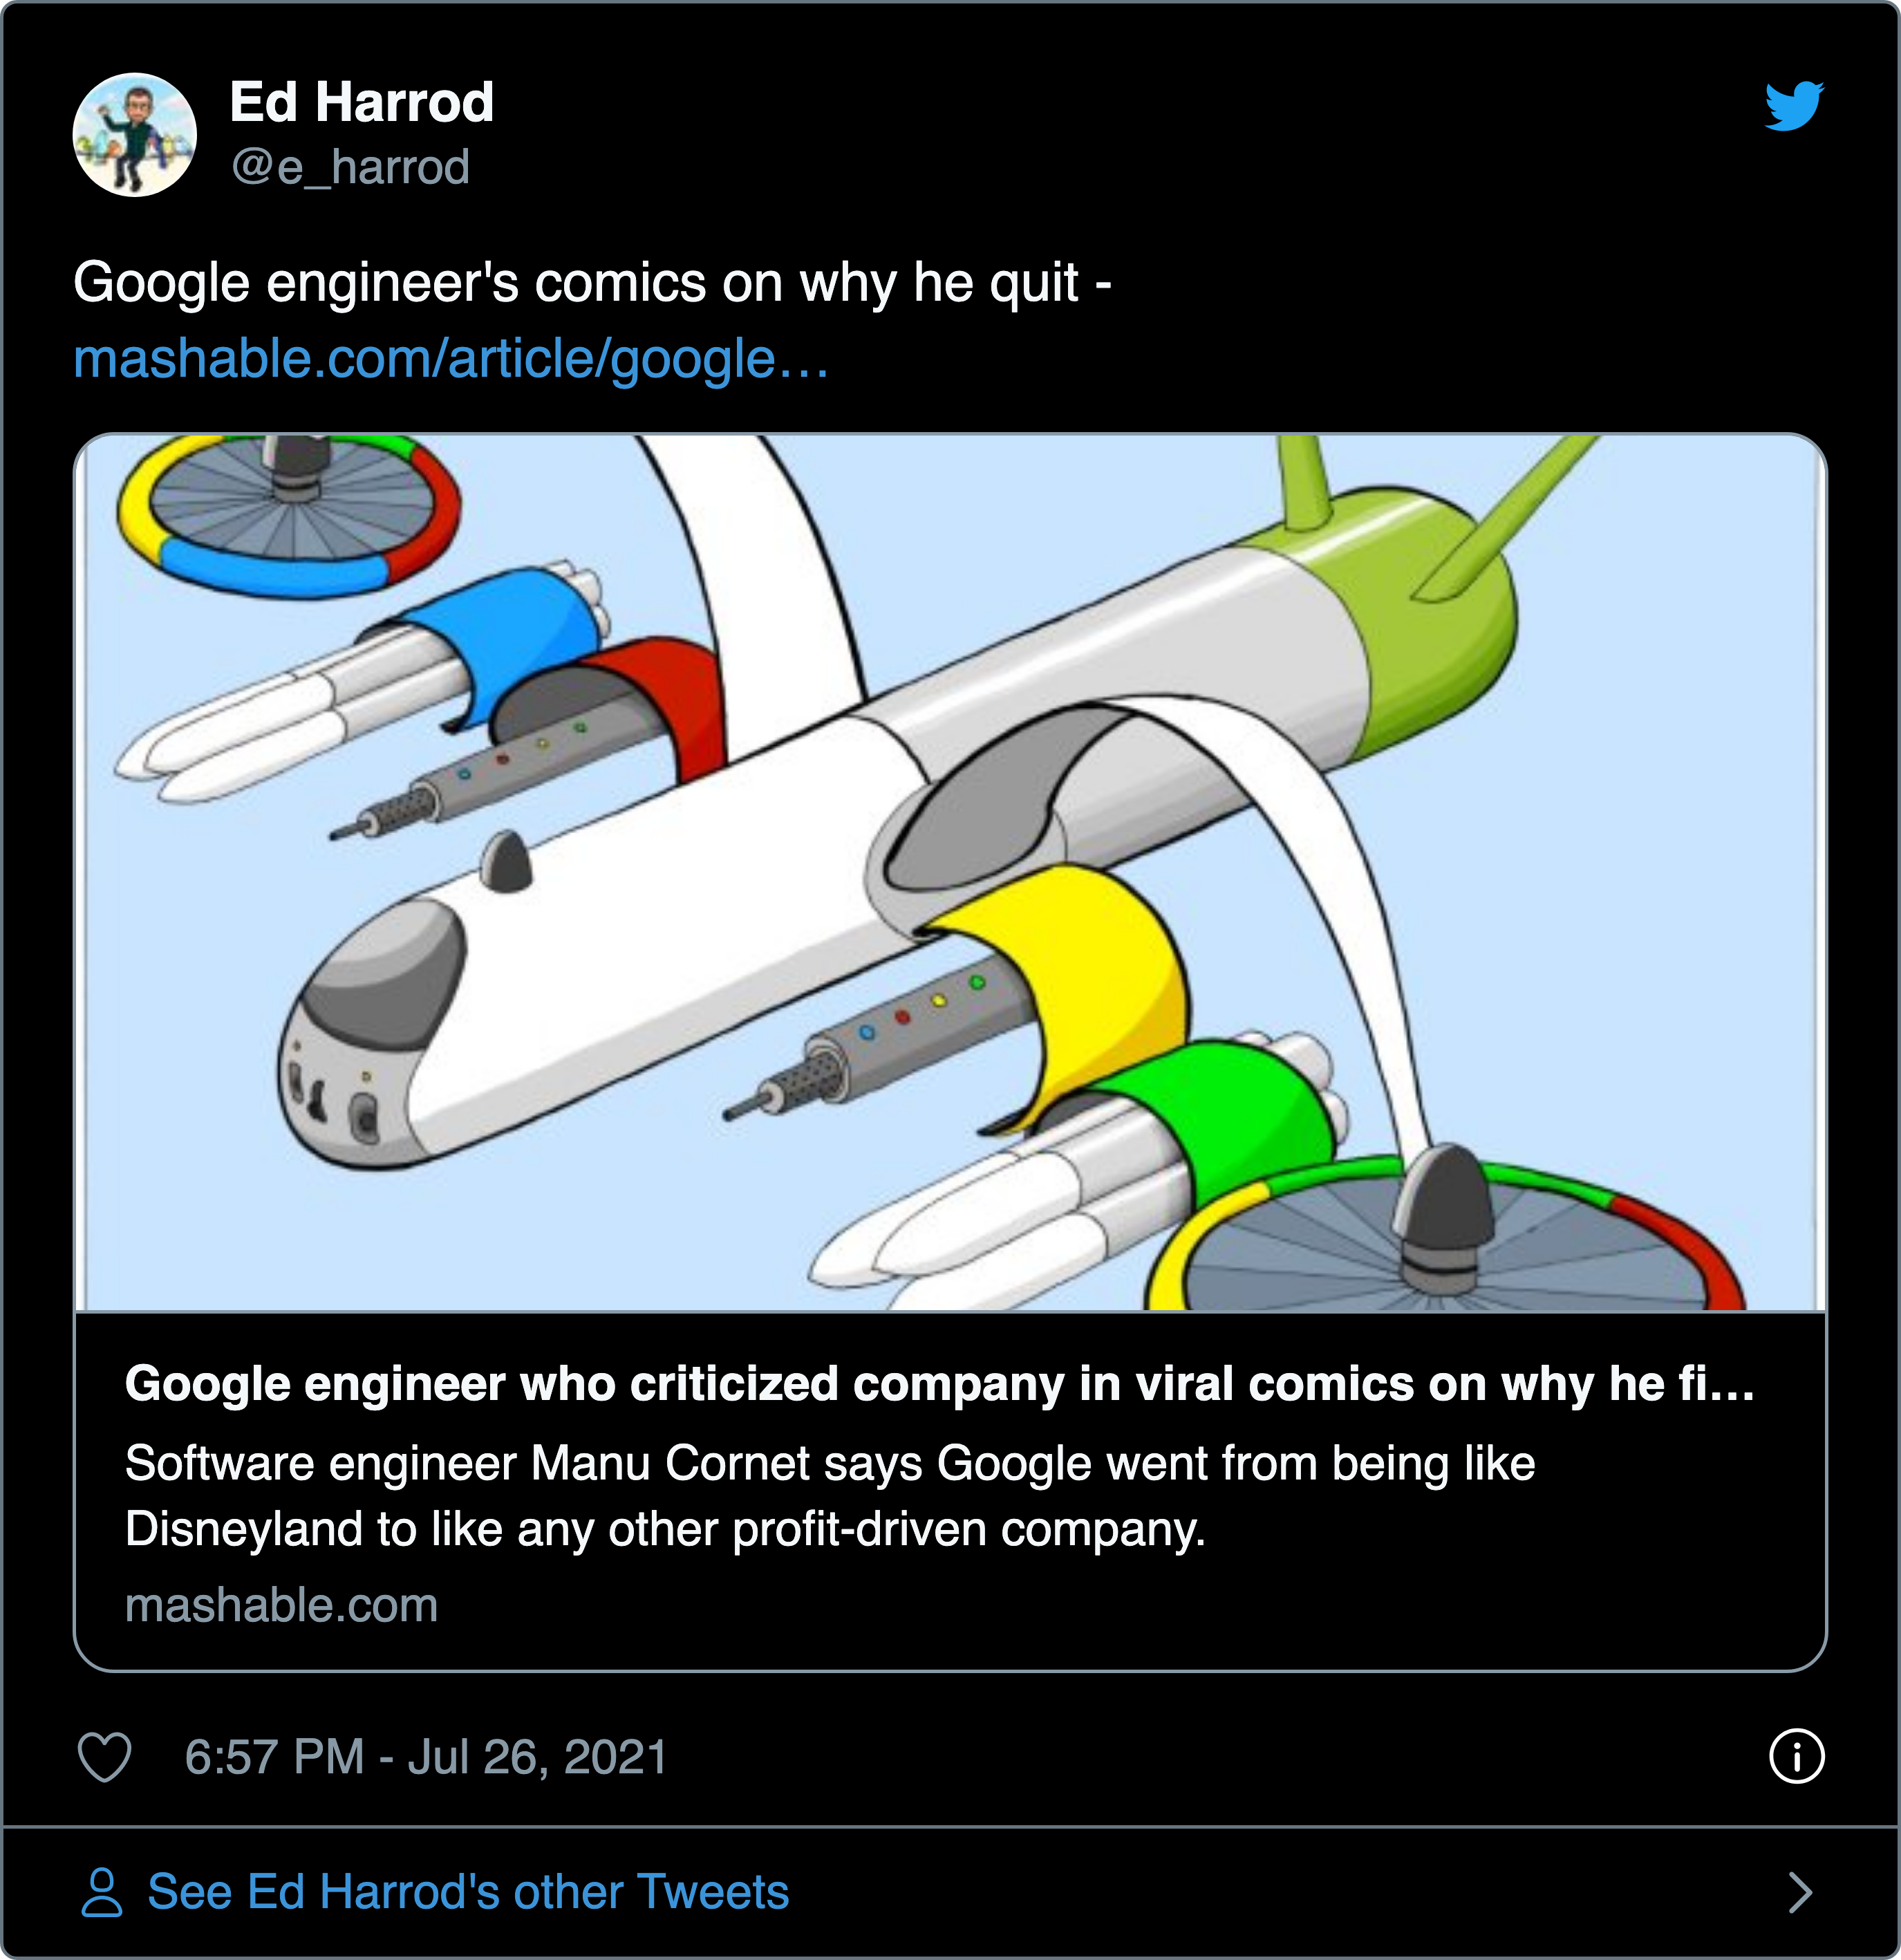 Ed Harrod
@e_harrod
Google engineer's comics on why he quit -
mashable.com/article/google…
Google engineer who criticized company in viral comics on why he fi...
Software engineer Manu Cornet says Google went from being like
Disneyland to like any other profit-driven company.
mashable.com
6:57 PM - Jul 26, 2021
See Ed Harrod's other Tweets